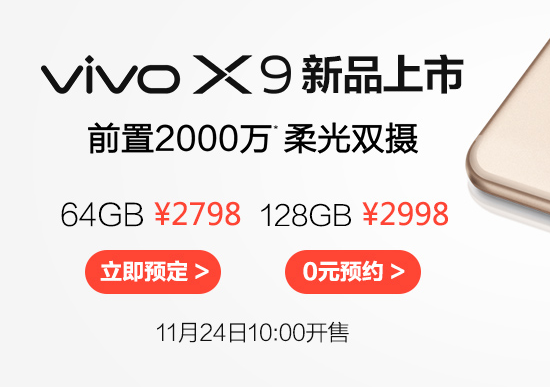 vivo X9 新品上市
前置2000万* 柔光双摄
64GB ¥2798 128GB ¥2998
立即预定 > 0元预约 >
11月24日10:00开售